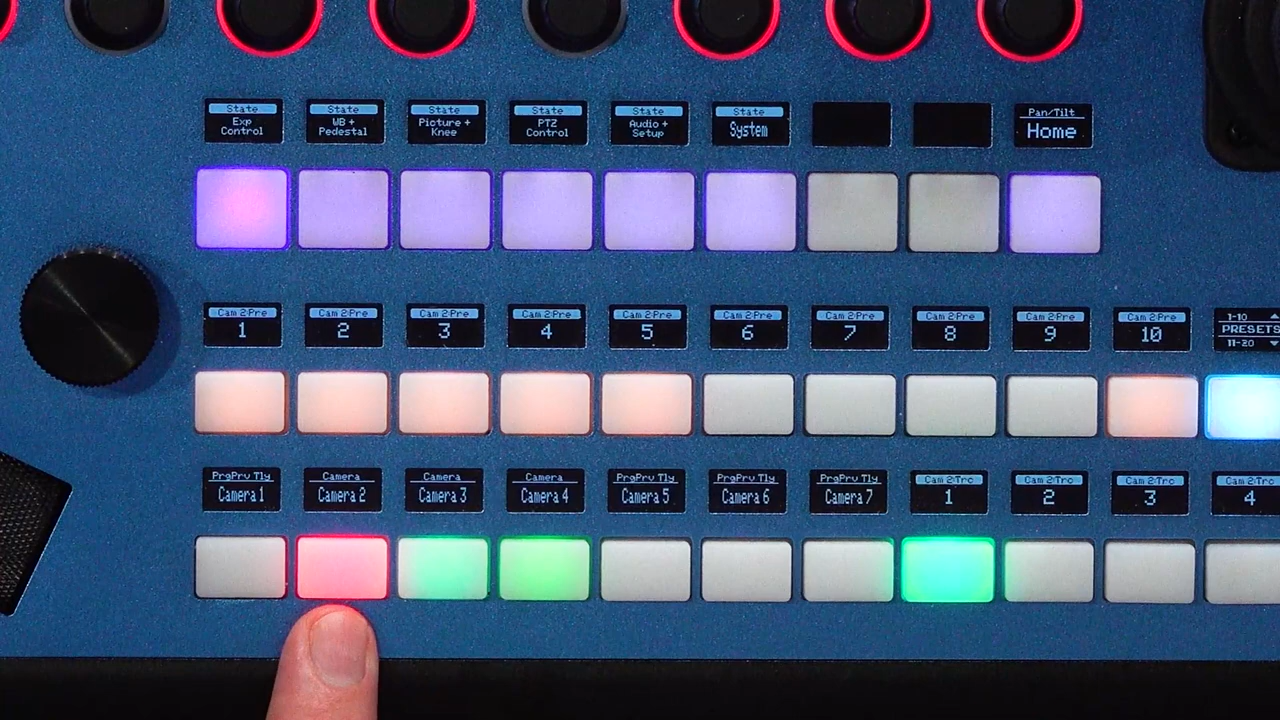 State
Exp
Control
State
WB +
Pedestal
State
Picture +
Knee
State
PTZ
Control
State
Audio +
Setup
State
System
Pan/Tilt
Home
Cam 2:Pre
1
Cam 2:Pre
2
Cam 2:Pre
3
Cam 2:Pre
4
Cam 2:Pre
5
Cam 2:Pre
6
Cam 2:Pre
7
Cam 2:Pre
8
Cam 2:Pre
9
Cam 2:Pre
10
1-10
PRESETS
11-20
PrgPrv Tly
Camera 1
Camera
Camera 2
Camera
Camera 3
Camera
Camera 4
PrgPrv Tly
Camera 5
PrgPrv Tly
Camera 6
PrgPrv Tly
Camera 7
Cam 2:Trc
1
Cam 2:Trc
2
Cam 2:Trc
3
Cam 2:Trc
4